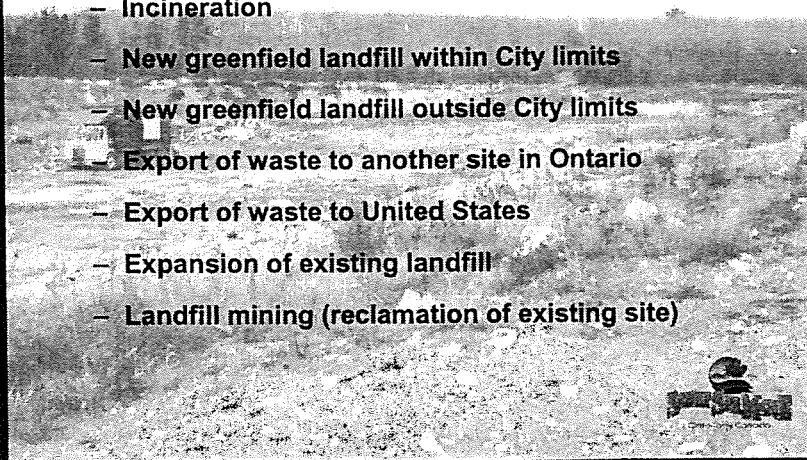 – Incineration
– New greenfield landfill within City limits
– New greenfield landfill outside City limits
– Export of waste to another site in Ontario
– Export of waste to United States
– Expansion of existing landfill
– Landfill mining (reclamation of existing site)